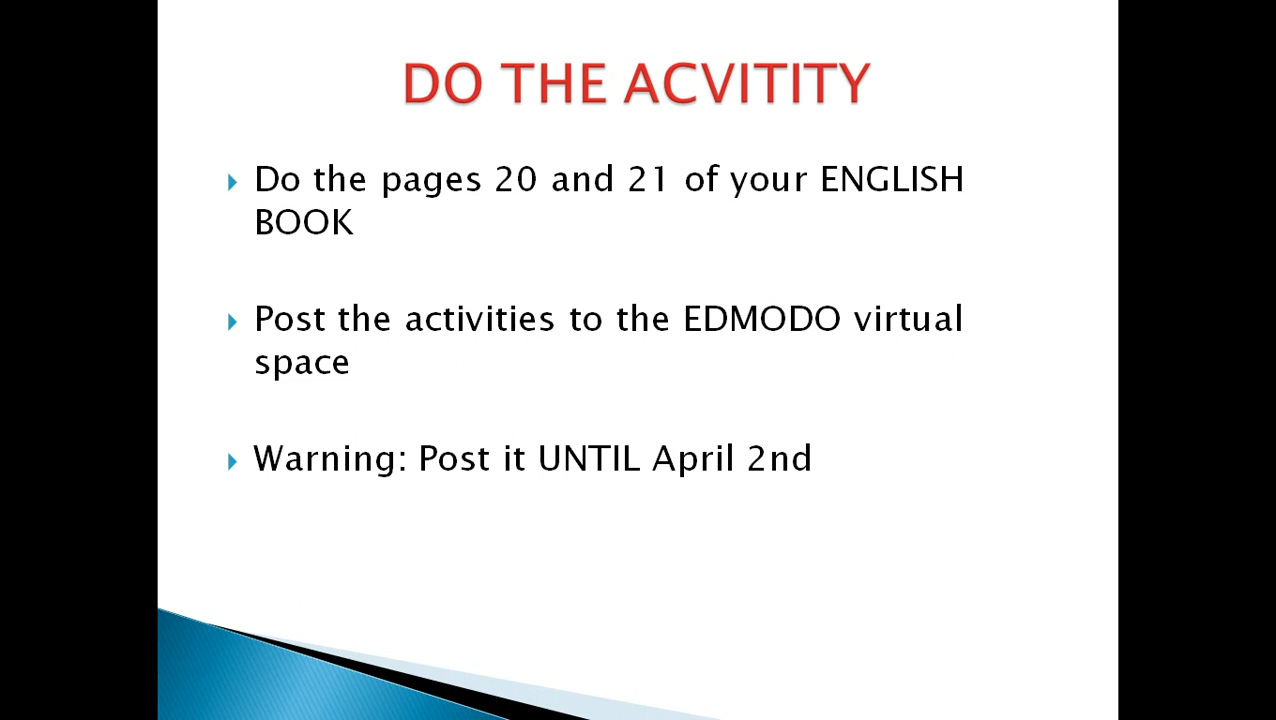 DO THE ACVITITY
Do the pages 20 and 21 of your ENGLISH
BOOK
Post the activities to the EDMODO virtual
space
Warning: Post it UNTIL April 2nd